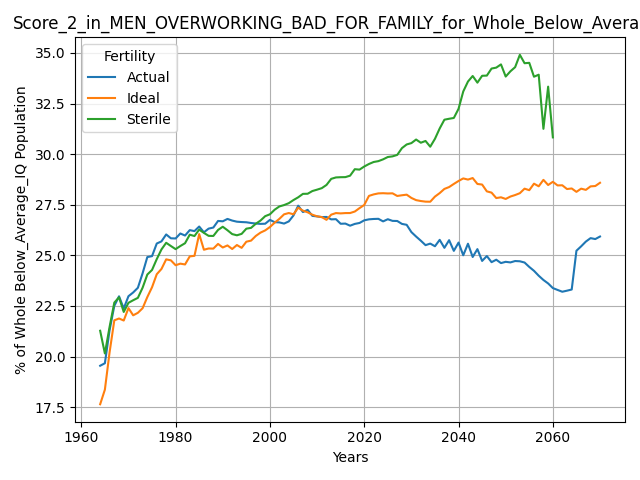 Score_2_in_MEN_OVERWORKING_BAD_FOR_FAMILY_for_Whole_Below_Avera
Fertility
Actual
Ideal
Sterile
% of Whole Below_Average_IQ Population
35.0
32.5
30.0
27.5
25.0
22.5
20.0
17.5
1960 1980 2000 2020 2040 2060
Years